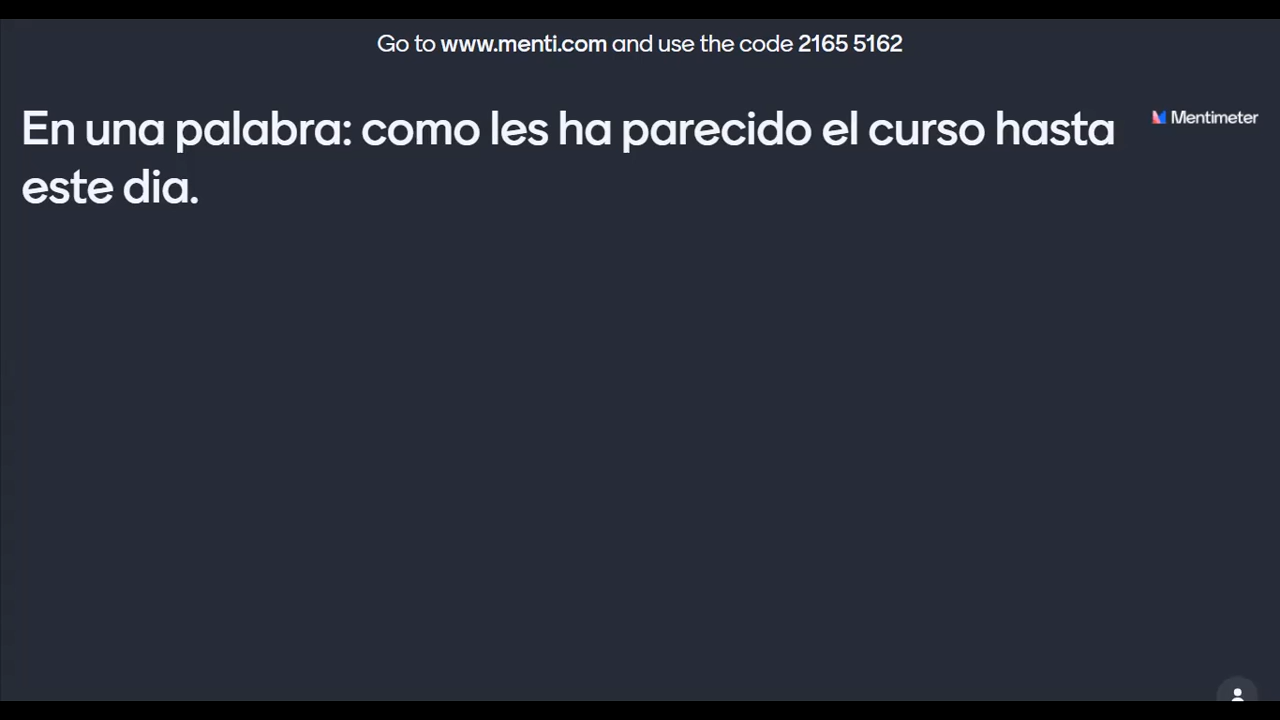 Go to www.menti.com and use the code 2165 5162
En una palabra: como les ha parecido el curso hasta
este dia.
Mentimeter